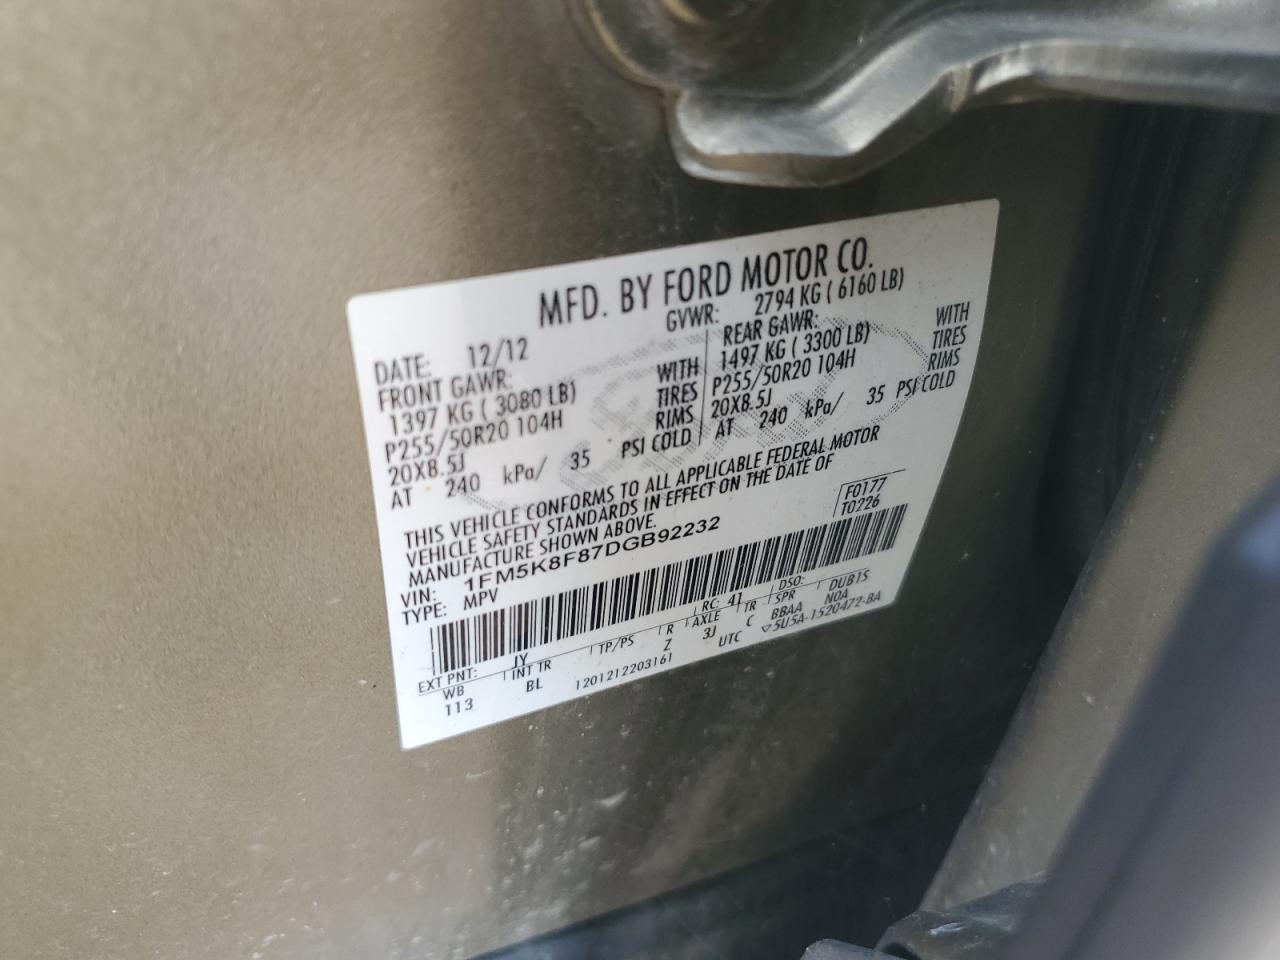 MFD. BY FORD MOTOR CO.
DATE: 12/12 GVWR: 2794 KG ( 6160 LB)
FRONT GAWR: REAR GAWR:
1397 KG ( 3080 LB) WITH 1497 KG ( 3300 LB) WITH
P255/50R20 104H TIRES P255/50R20 104H TIRES
20X8.5J RIMS 20X8.5J RIMS
AT 240 kPa/ 35 PSI COLD AT 240 kPa/ 35 PSI COLD
THIS VEHICLE CONFORMS TO ALL APPLICABLE FEDERAL MOTOR
VEHICLE SAFETY STANDARDS IN EFFECT ON THE DATE OF
MANUFACTURE SHOWN ABOVE.
F0177
VIN: 1FM5K8F87DGB92232 T0226
TYPE: MPV
EXT PNT: JY RC: 41 DSO:
WB INT TR TP/PS R AXLE TR SPR DUB1S
113 BL Z 3J C BBAA NOA
1201212203161 UTC ▽5U5A-1520472-BA